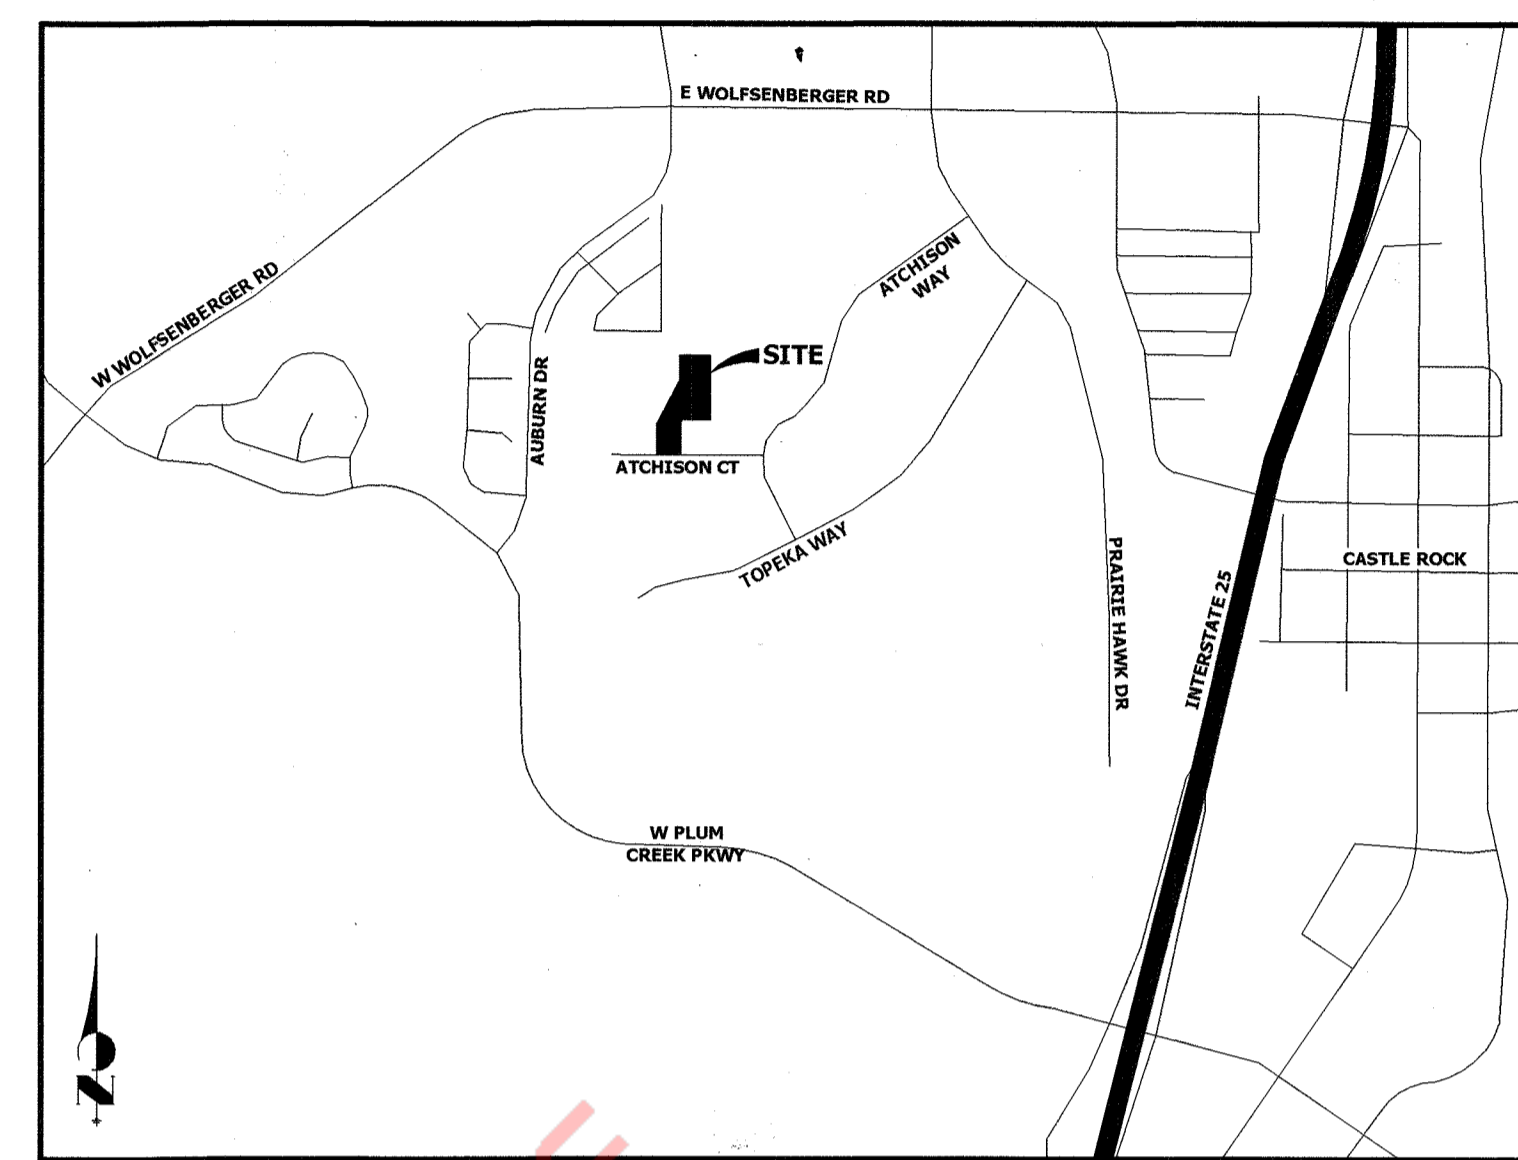 E WOLFSENBERGER RD
W WOLFSENBERGER RD
ATCHISON
WAY
SITE
AUBURN DR
ATCHISON CT
TOPEKA WAY
PRAIRIE HAWK DR
INTERSTATE 25
CASTLE ROCK
W PLUM
CREEK PKWY
N